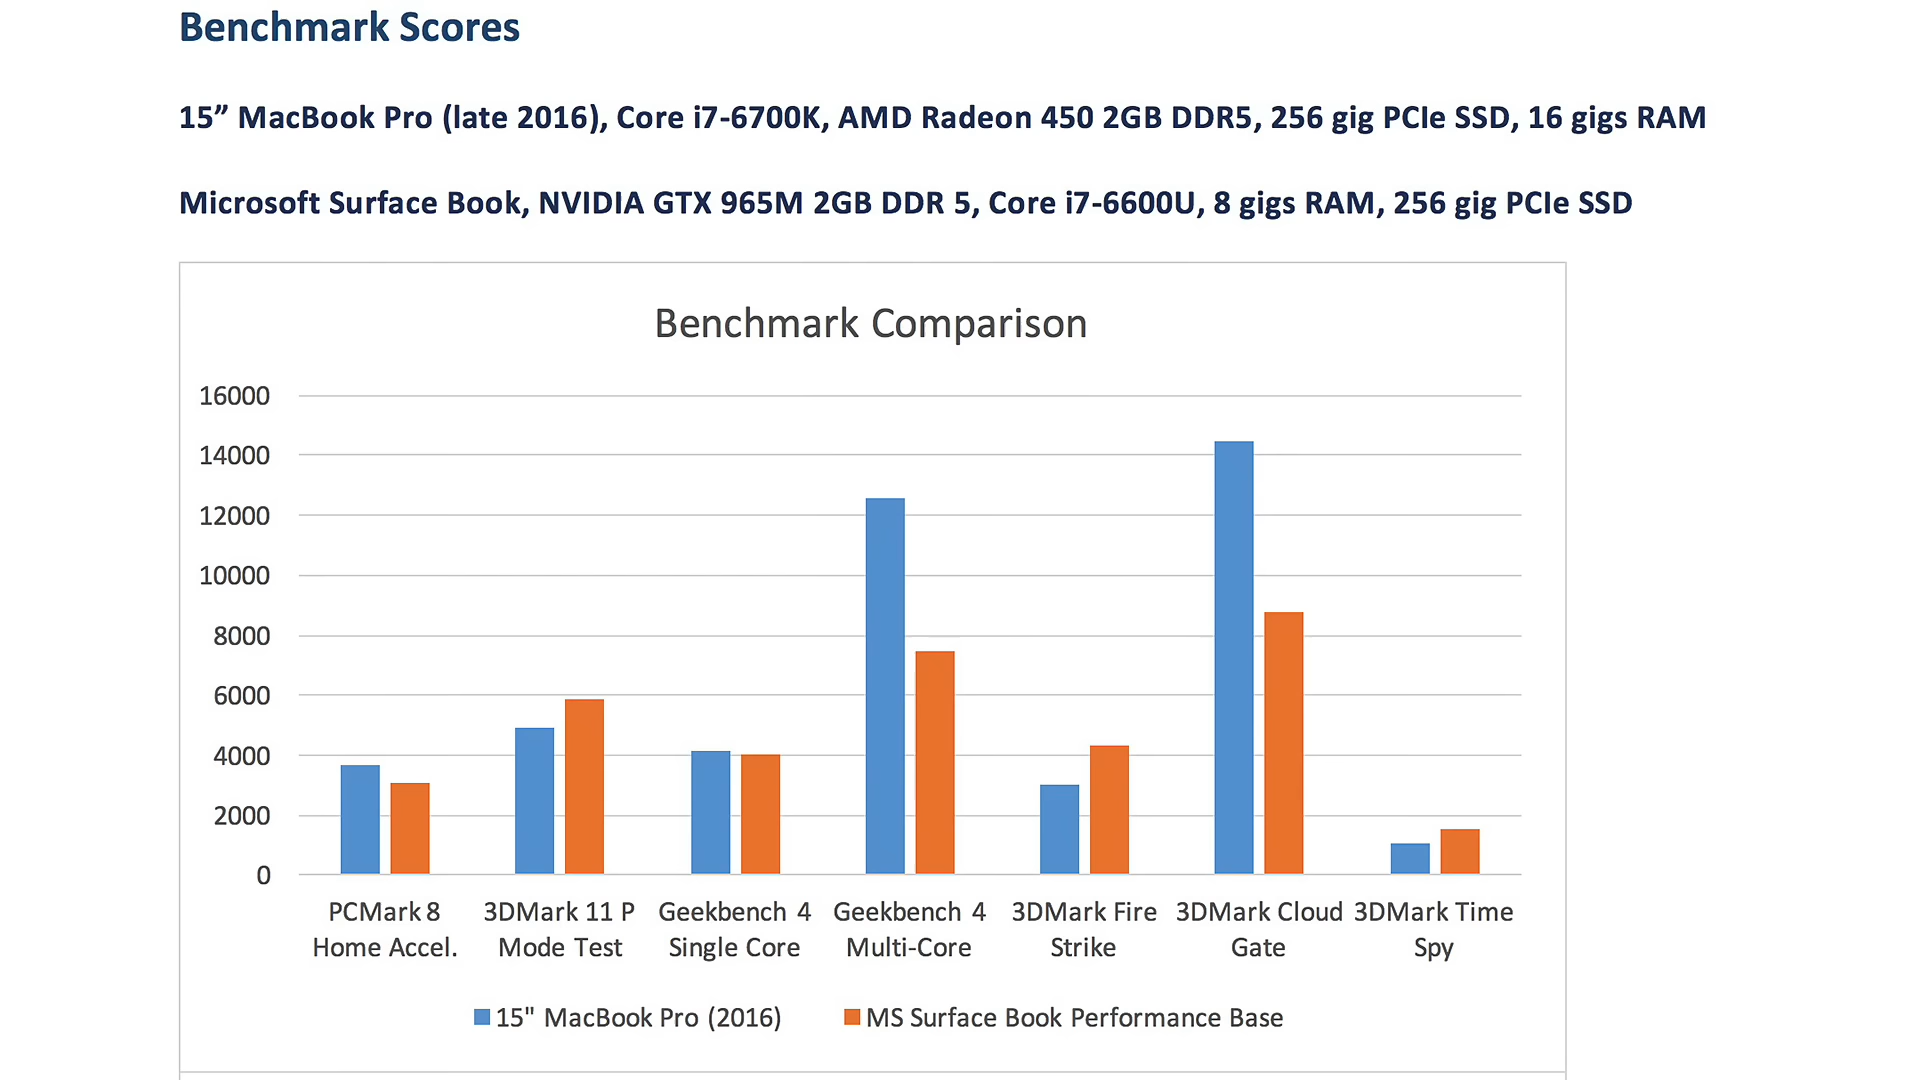 Benchmark Scores
15” MacBook Pro (late 2016), Core i7-6700K, AMD Radeon 450 2GB DDR5, 256 gig PCIe SSD, 16 gigs RAM
Microsoft Surface Book, NVIDIA GTX 965M 2GB DDR 5, Core i7-6600U, 8 gigs RAM, 256 gig PCIe SSD
Benchmark Comparison
16000
14000
12000
10000
8000
6000
4000
2000
0
PCMark 8 Home Accel.
3DMark 11 P Mode Test
Geekbench 4 Single Core
Geekbench 4 Multi-Core
3DMark Fire Strike
3DMark Cloud Gate
3DMark Time Spy
15" MacBook Pro (2016)
MS Surface Book Performance Base